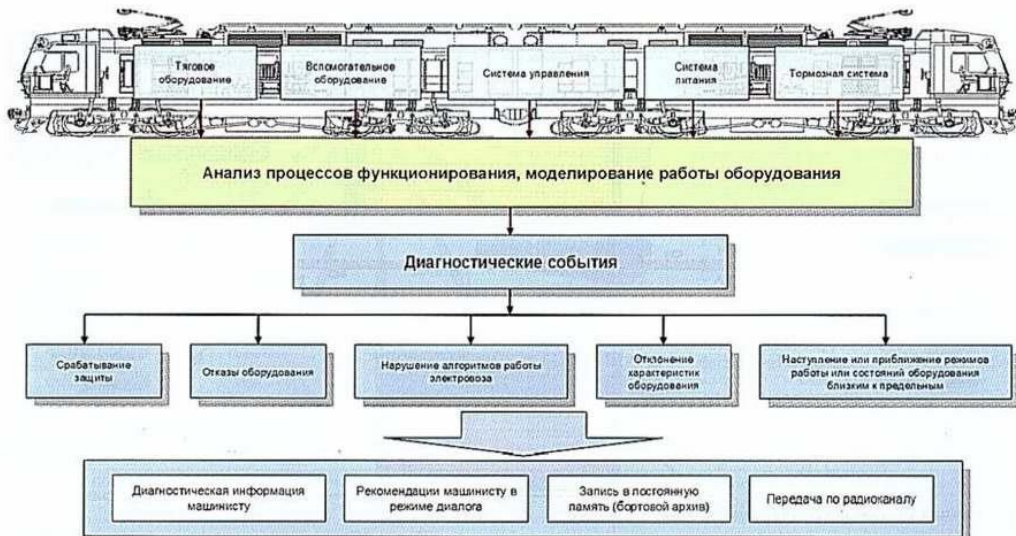 Тяговое
оборудование
Вспомогательное
оборудование
Система управления
Система
питания
Тормозная система
Анализ процессов функционирования, моделирование работы оборудования
Диагностические события
Срабатывание
защиты
Отказы оборудования
Нарушение алгоритмов работы
электровоза
Отклонение
характеристик
оборудования
Наступление или приближение режимов
работы или состояний оборудования
близким к предельным
Диагностическая информация
машинисту
Рекомендации машинисту в
режиме диалога
Запись в постоянную
память (бортовой архив)
Передача по радиоканалу